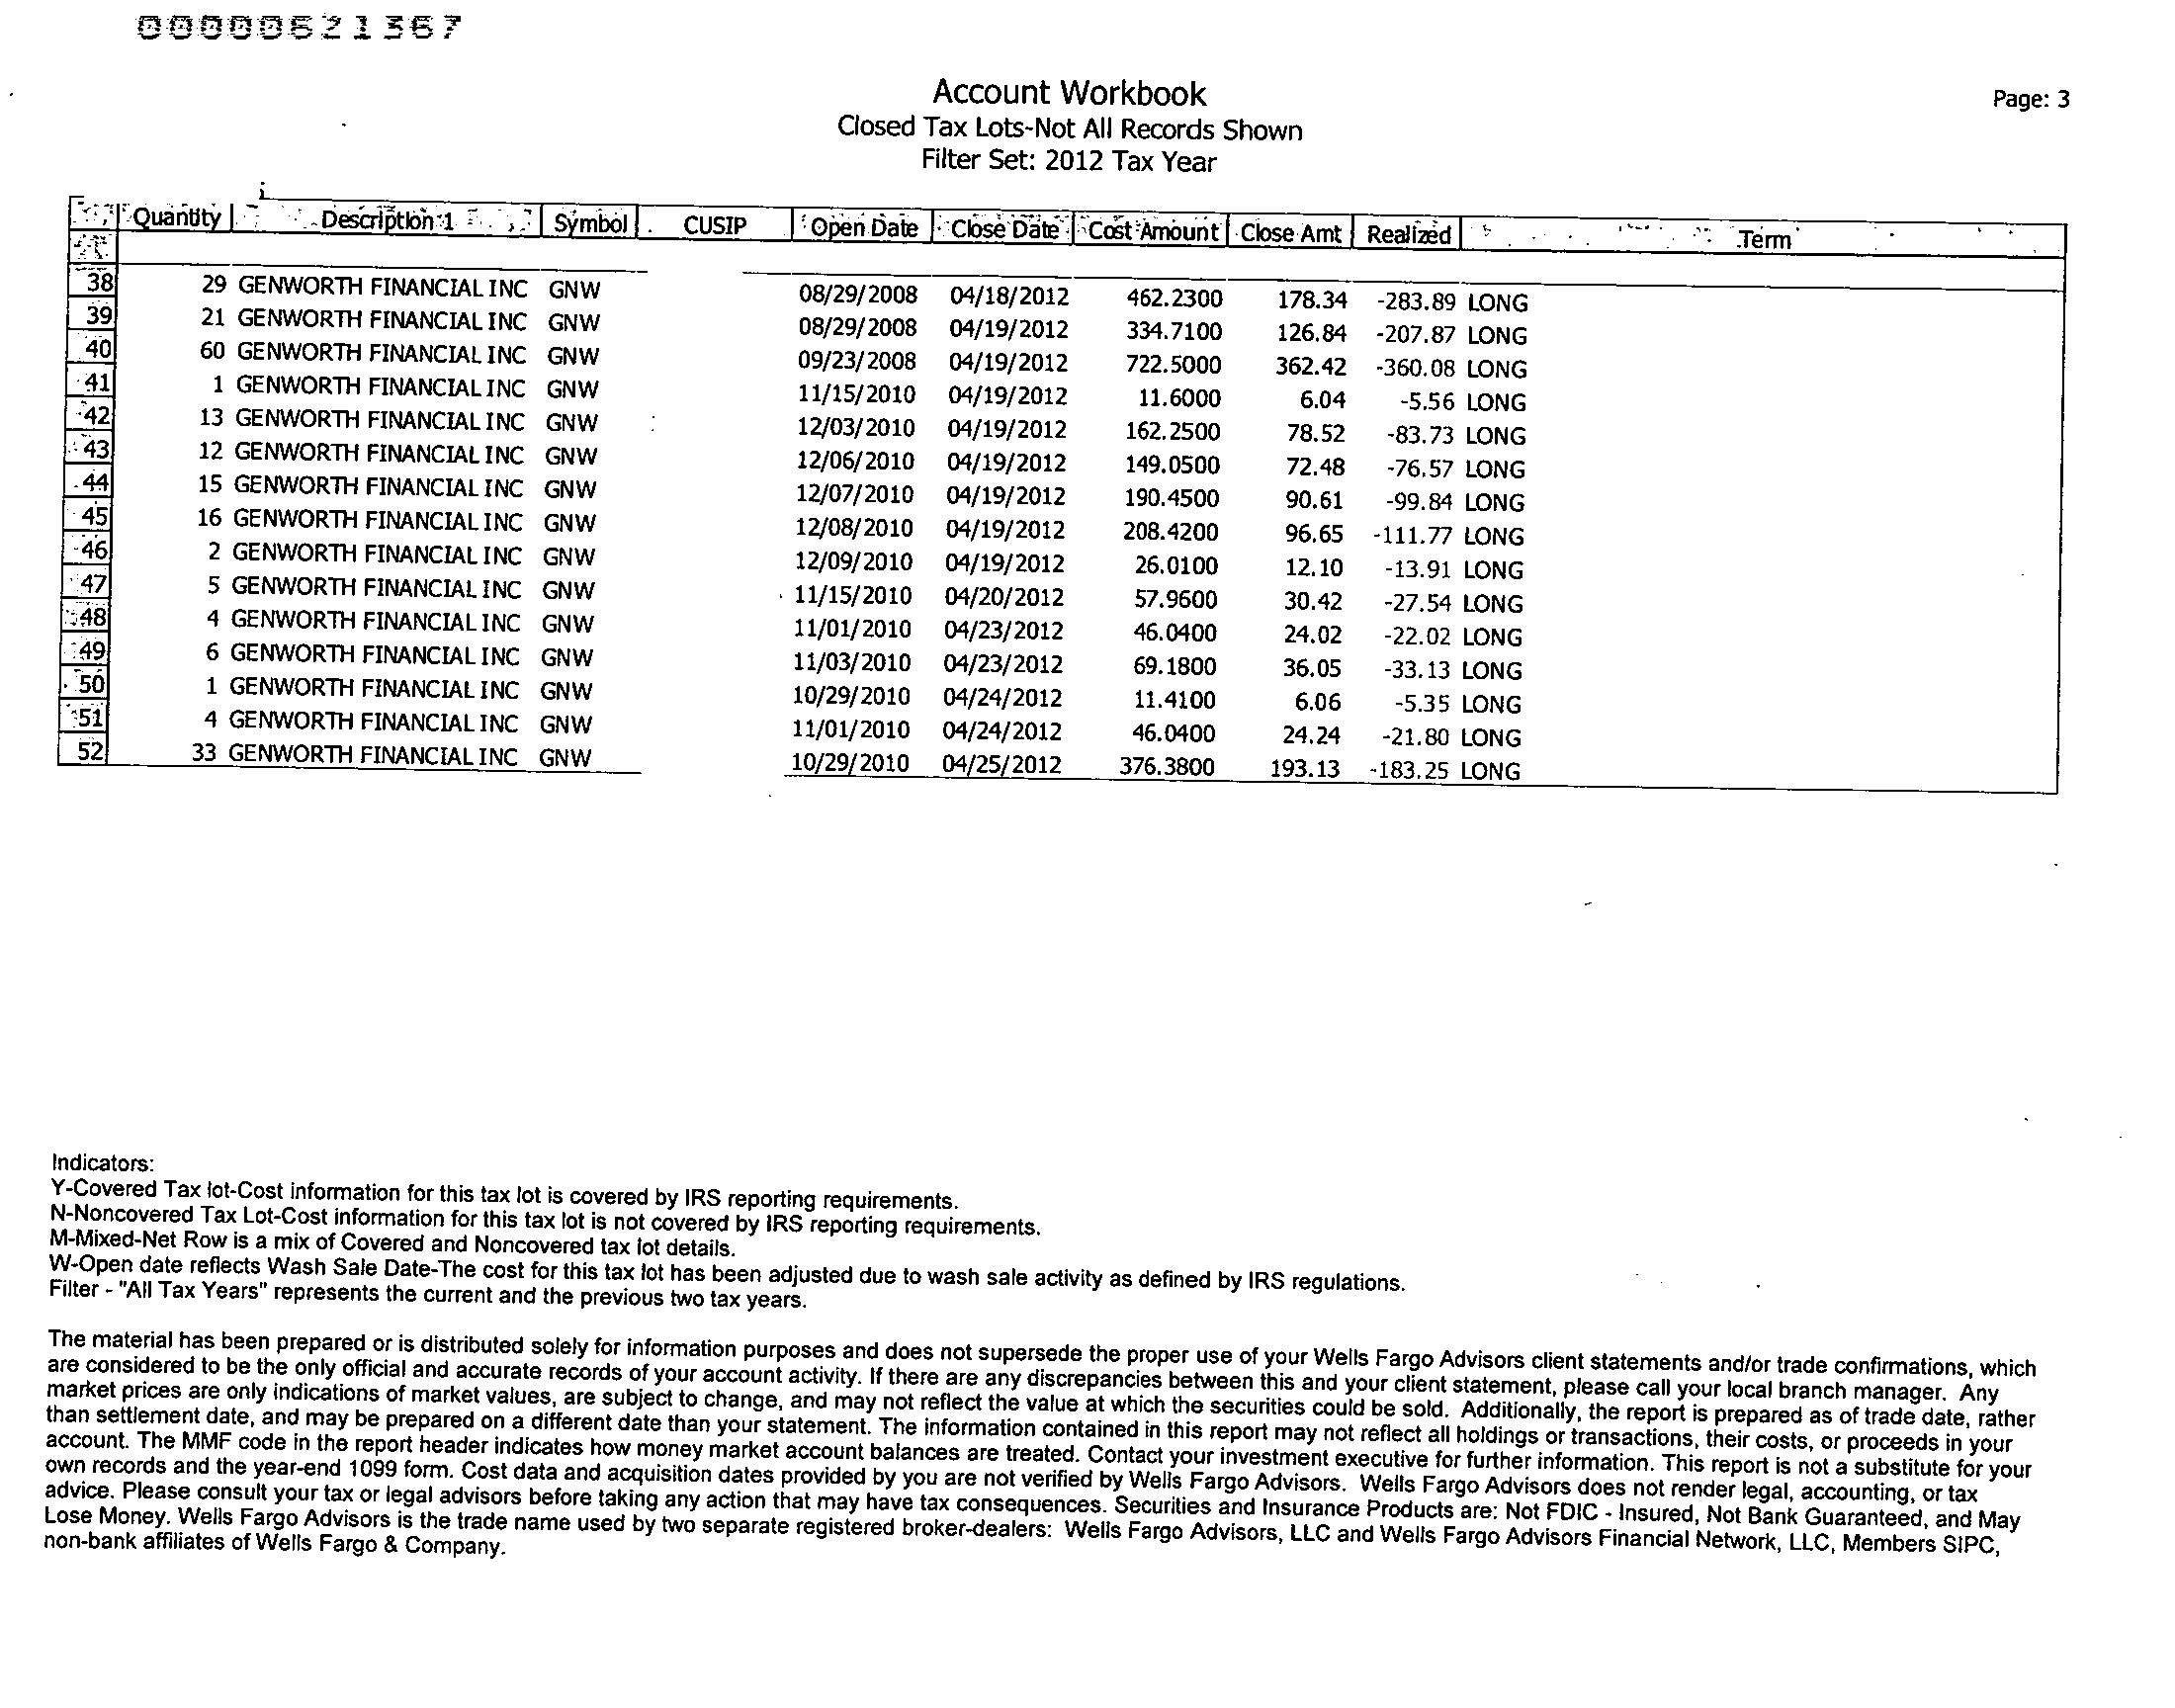 00000621367
Account Workbook
Page: 3
Closed Tax Lots-Not All Records Shown
Filter Set: 2012 Tax Year
Quantity Description 1 Symbol CUSIP Open Date Close Date Cost Amount Close Amt Realized Term
38 29 GENWORTH FINANCIAL INC GNW 08/29/2008 04/18/2012 462.2300 178.34 -283.89 LONG
39 21 GENWORTH FINANCIAL INC GNW 08/29/2008 04/19/2012 334.7100 126.84 -207.87 LONG
40 60 GENWORTH FINANCIAL INC GNW 09/23/2008 04/19/2012 722.5000 362.42 -360.08 LONG
41 1 GENWORTH FINANCIAL INC GNW 11/15/2010 04/19/2012 11.6000 6.04 -5.56 LONG
42 13 GENWORTH FINANCIAL INC GNW 12/03/2010 04/19/2012 162.2500 78.52 -83.73 LONG
43 12 GENWORTH FINANCIAL INC GNW 12/06/2010 04/19/2012 149.0500 72.48 -76.57 LONG
44 15 GENWORTH FINANCIAL INC GNW 12/07/2010 04/19/2012 190.4500 90.61 -99.84 LONG
45 16 GENWORTH FINANCIAL INC GNW 12/08/2010 04/19/2012 208.4200 96.65 -111.77 LONG
46 2 GENWORTH FINANCIAL INC GNW 12/09/2010 04/19/2012 26.0100 12.10 -13.91 LONG
47 5 GENWORTH FINANCIAL INC GNW 11/15/2010 04/20/2012 57.9600 30.42 -27.54 LONG
48 4 GENWORTH FINANCIAL INC GNW 11/01/2010 04/23/2012 46.0400 24.02 -22.02 LONG
49 6 GENWORTH FINANCIAL INC GNW 11/03/2010 04/23/2012 69.1800 36.05 -33.13 LONG
50 1 GENWORTH FINANCIAL INC GNW 10/29/2010 04/24/2012 11.4100 6.06 -5.35 LONG
51 4 GENWORTH FINANCIAL INC GNW 11/01/2010 04/24/2012 46.0400 24.24 -21.80 LONG
52 33 GENWORTH FINANCIAL INC GNW 10/29/2010 04/25/2012 376.3800 193.13 -183.25 LONG
Indicators:
Y-Covered Tax lot-Cost information for this tax lot is covered by IRS reporting requirements.
N-Noncovered Tax Lot-Cost information for this tax lot is not covered by IRS reporting requirements.
M-Mixed-Net Row is a mix of Covered and Noncovered tax lot details.
W-Open date reflects Wash Sale Date-The cost for this tax lot has been adjusted due to wash sale activity as defined by IRS regulations.
Filter - "All Tax Years" represents the current and the previous two tax years.
The material has been prepared or is distributed solely for information purposes and does not supersede the proper use of your Wells Fargo Advisors client statements and/or trade confirmations, which
are considered to be the only official and accurate records of your account activity. If there are any discrepancies between this and your client statement, please call your local branch manager. Any
market prices are only indications of market values, are subject to change, and may not reflect the value at which the securities could be sold. Additionally, the report is prepared as of trade date, rather
than settlement date, and may be prepared on a different date than your statement. The information contained in this report may not reflect all holdings or transactions, their costs, or proceeds in your
account. The MMF code in the report header indicates how money market account balances are treated. Contact your investment executive for further information. This report is not a substitute for your
own records and the year-end 1099 form. Cost data and acquisition dates provided by you are not verified by Wells Fargo Advisors. Wells Fargo Advisors does not render legal, accounting, or tax
advice. Please consult your tax or legal advisors before taking any action that may have tax consequences. Securities and Insurance Products are: Not FDIC - Insured, Not Bank Guaranteed, and May
Lose Money. Wells Fargo Advisors is the trade name used by two separate registered broker-dealers: Wells Fargo Advisors, LLC and Wells Fargo Advisors Financial Network, LLC, Members SIPC,
non-bank affiliates of Wells Fargo & Company.